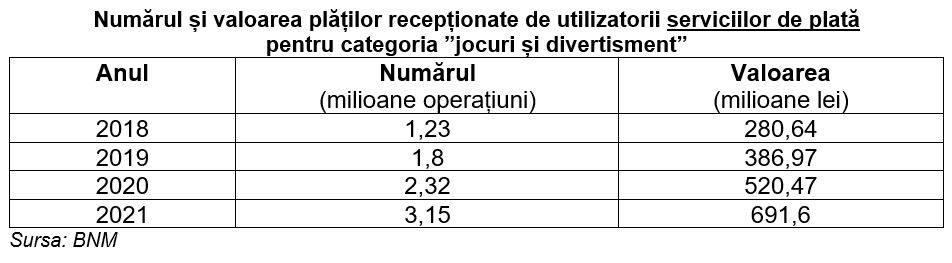 Numărul și valoarea plăților recepționate de utilizatorii serviciilor de plată
pentru categoria ”jocuri și divertisment”
Anul Numărul Valoarea
(milioane operațiuni) (milioane lei)
2018 1,23 280,64
2019 1,8 386,97
2020 2,32 520,47
2021 3,15 691,6
Sursa: BNM